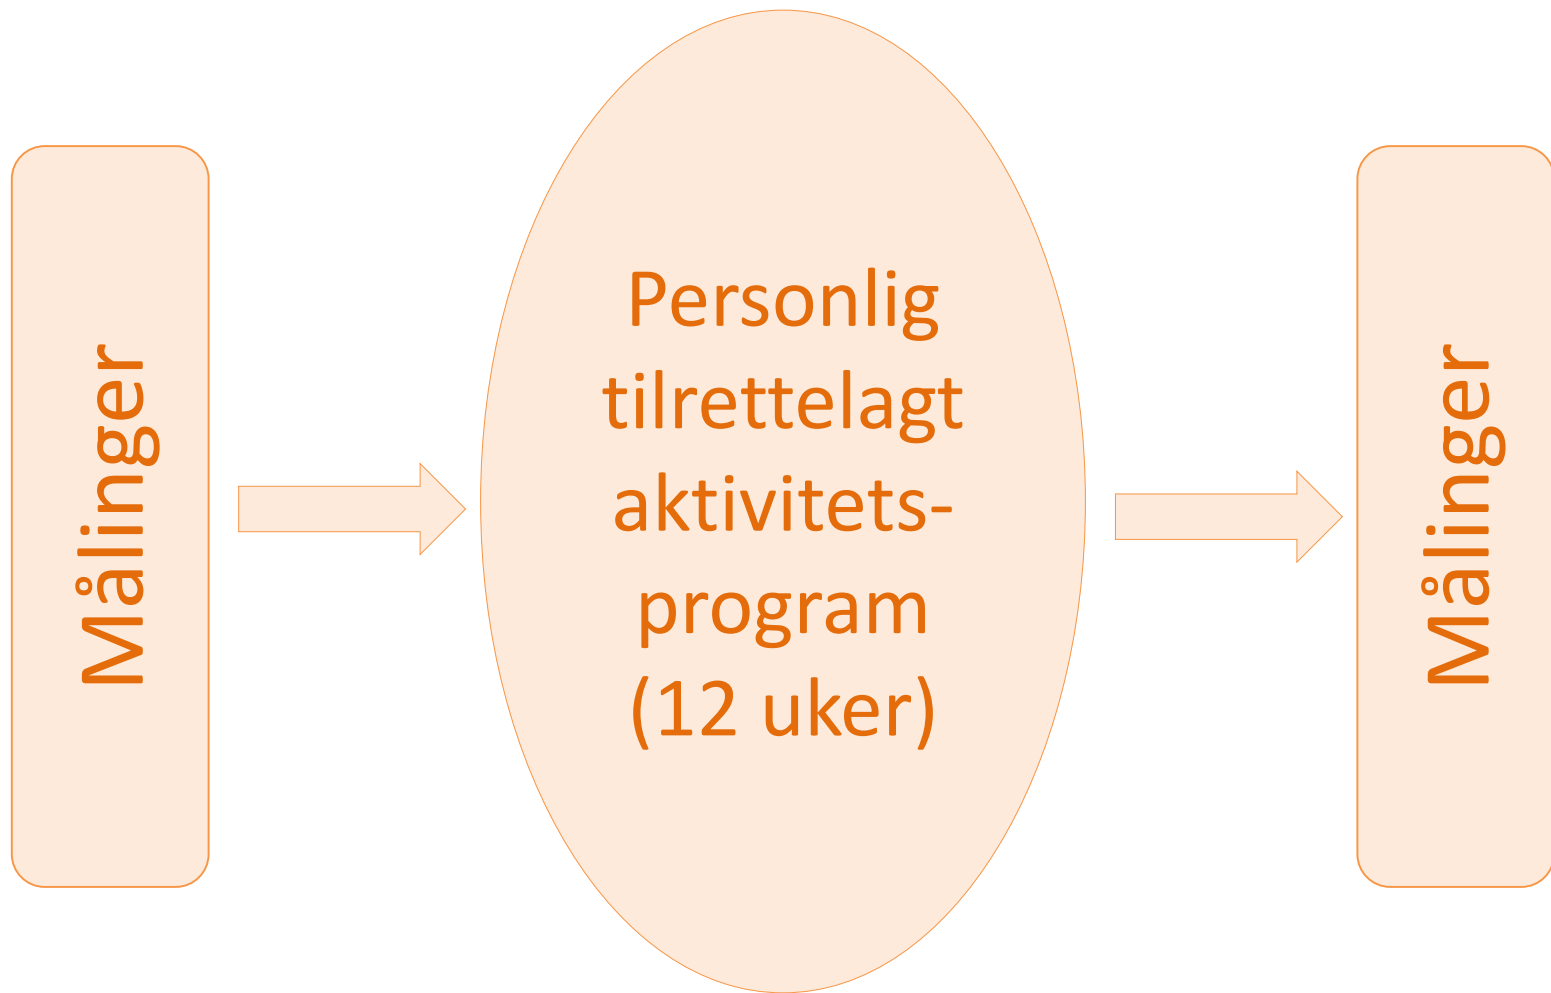 Målinger
Personlig
tilrettelagt
aktivitets-
program
(12 uker)
Målinger